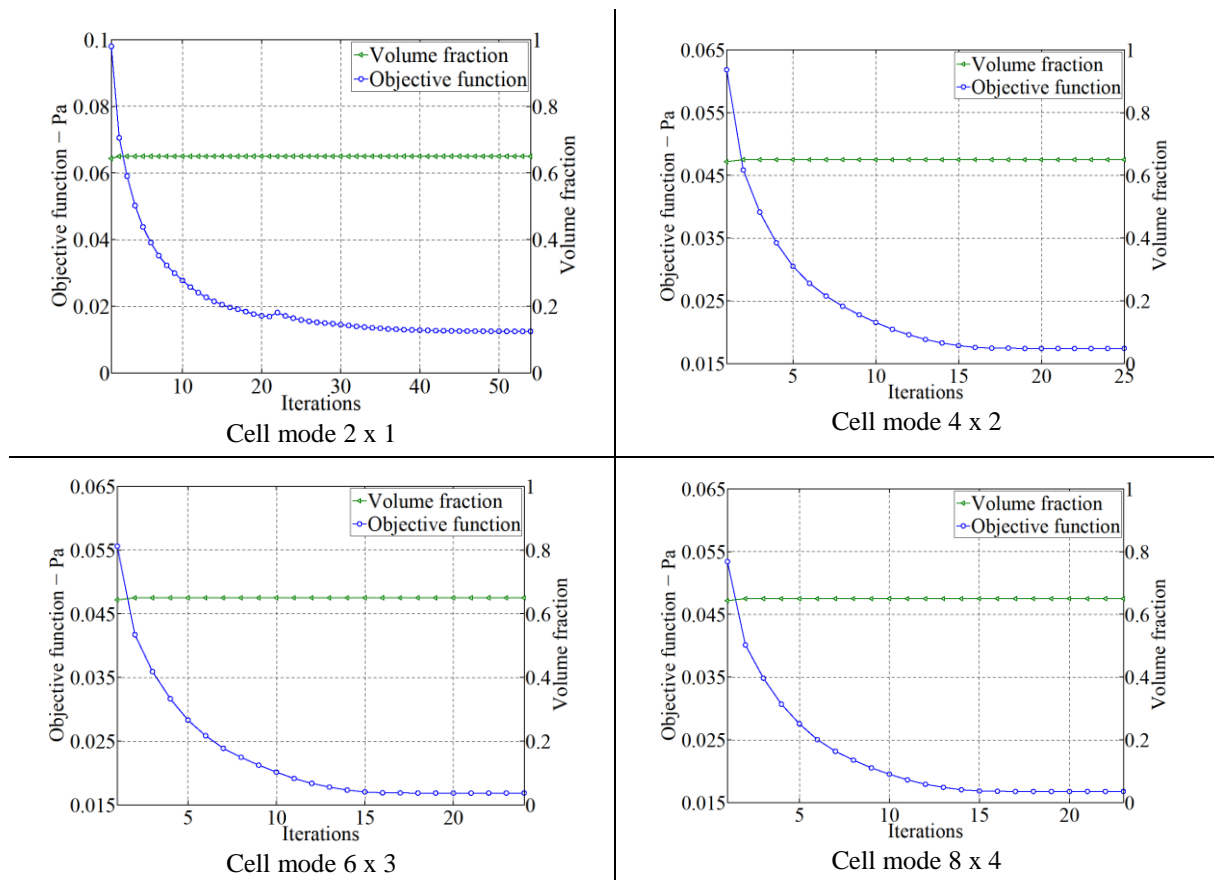 0.1
0.08
0.06
0.04
0.02
0
Objective function – Pa
1
0.8
0.6
0.4
0.2
0
Volume fraction
Volume fraction
Objective function
10 20 30 40 50
Iterations
Cell mode 2 x 1
0.065
0.055
0.045
0.035
0.025
0.015
Objective function – Pa
1
0.8
0.6
0.4
0.2
0
Volume fraction
Volume fraction
Objective function
5 10 15 20 25
Iterations
Cell mode 4 x 2
0.065
0.055
0.045
0.035
0.025
0.015
Objective function – Pa
1
0.8
0.6
0.4
0.2
0
Volume fraction
Volume fraction
Objective function
5 10 15 20
Iterations
Cell mode 6 x 3
0.065
0.055
0.045
0.035
0.025
0.015
Objective function – Pa
1
0.8
0.6
0.4
0.2
0
Volume fraction
Volume fraction
Objective function
5 10 15 20
Iterations
Cell mode 8 x 4